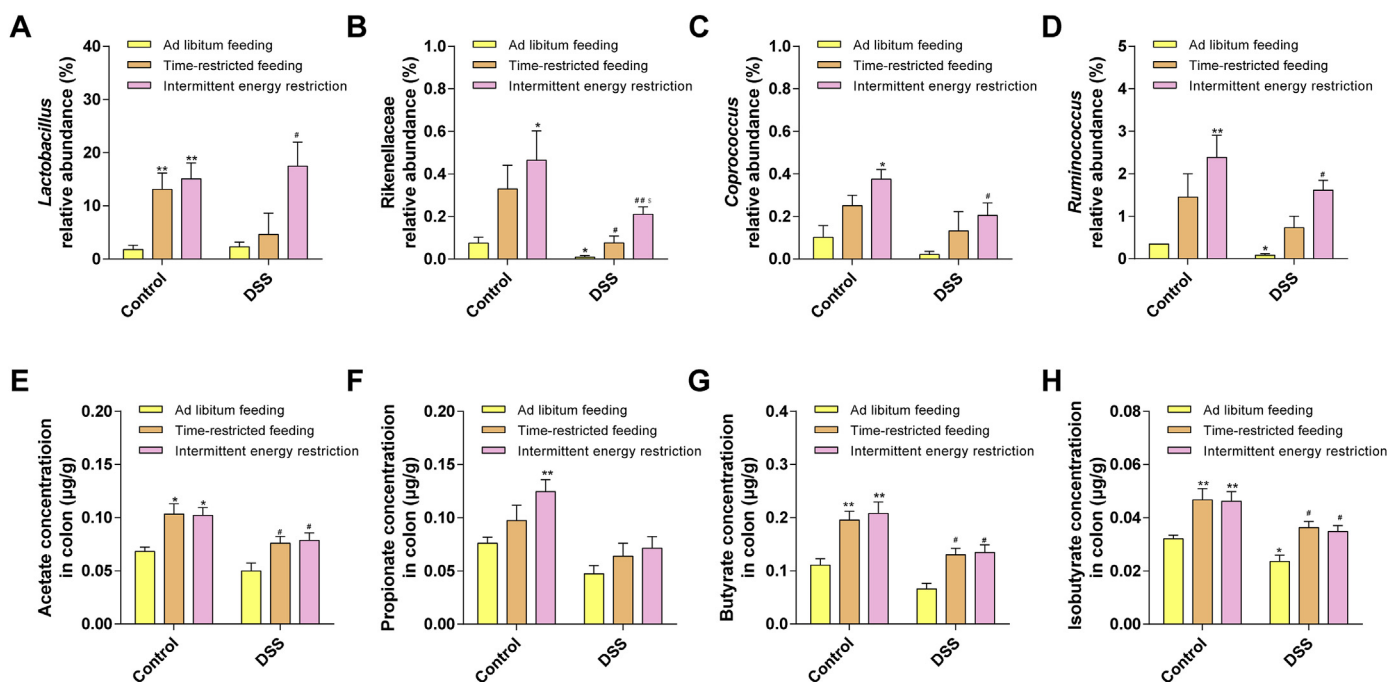 A
Lactobacillus
relative abundance (%)
Ad libitum feeding
Time-restricted feeding
Intermittent energy restriction
40
30
20
10
0
**
**
#
Control
DSS
B
Rikenellaceae
relative abundance (%)
Ad libitum feeding
Time-restricted feeding
Intermittent energy restriction
1.0
0.8
0.6
0.4
0.2
0.0
*
*
#
## $
Control
DSS
C
Coprococcus
relative abundance (%)
Ad libitum feeding
Time-restricted feeding
Intermittent energy restriction
1.0
0.8
0.6
0.4
0.2
0.0
*
#
Control
DSS
D
Ruminococcus
relative abundance (%)
Ad libitum feeding
Time-restricted feeding
Intermittent energy restriction
5
4
3
2
1
0
**
*
#
Control
DSS
E
Acetate concentratioion
in colon (µg/g)
Ad libitum feeding
Time-restricted feeding
Intermittent energy restriction
0.20
0.15
0.10
0.05
0.00
*
*
#
#
Control
DSS
F
Propionate concentratioion
in colon (µg/g)
Ad libitum feeding
Time-restricted feeding
Intermittent energy restriction
0.20
0.15
0.10
0.05
0.00
**
Control
DSS
G
Butyrate concentratioion
in colon (µg/g)
Ad libitum feeding
Time-restricted feeding
Intermittent energy restriction
0.4
0.3
0.2
0.1
0.0
**
**
#
#
Control
DSS
H
Isobutyrate concentratioion
in colon (µg/g)
Ad libitum feeding
Time-restricted feeding
Intermittent energy restriction
0.08
0.06
0.04
0.02
0.00
**
**
*
#
#
Control
DSS